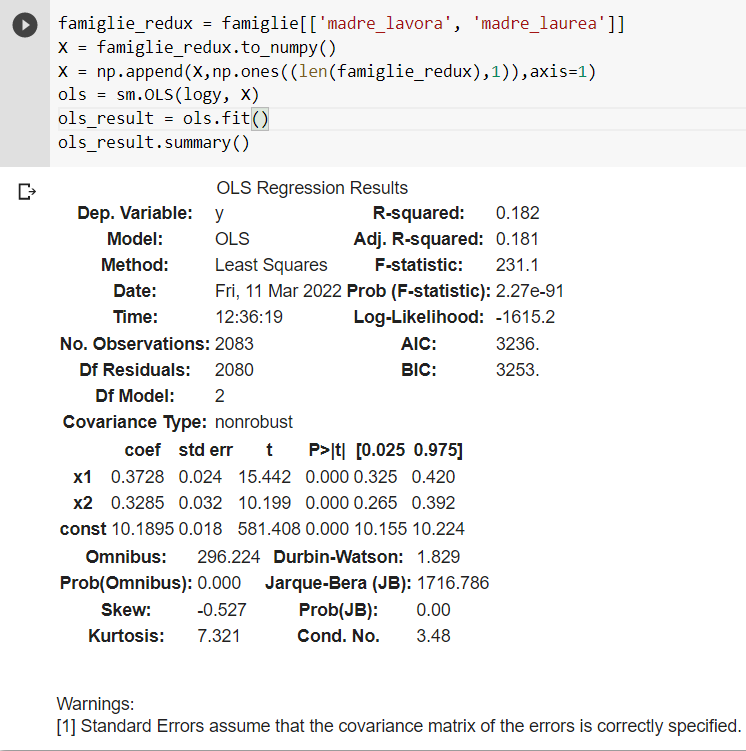 famiglie_redux = famiglie[['madre_lavora', 'madre_laurea']]
X = famiglie_redux.to_numpy()
X = np.append(X,np.ones((len(famiglie_redux),1)),axis=1)
ols = sm.OLS(logy, X)
ols_result = ols.fit()
ols_result.summary()
OLS Regression Results
Dep. Variable: y R-squared: 0.182
Model: OLS Adj. R-squared: 0.181
Method: Least Squares F-statistic: 231.1
Date: Fri, 11 Mar 2022 Prob (F-statistic): 2.27e-91
Time: 12:36:19 Log-Likelihood: -1615.2
No. Observations: 2083 AIC: 3236.
Df Residuals: 2080 BIC: 3253.
Df Model: 2
Covariance Type: nonrobust
coef std err t P>|t| [0.025 0.975]
x1 0.3728 0.024 15.442 0.000 0.325 0.420
x2 0.3285 0.032 10.199 0.000 0.265 0.392
const 10.1895 0.018 581.408 0.000 10.155 10.224
Omnibus: 296.224 Durbin-Watson: 1.829
Prob(Omnibus): 0.000 Jarque-Bera (JB): 1716.786
Skew: -0.527 Prob(JB): 0.00
Kurtosis: 7.321 Cond. No. 3.48
Warnings:
[1] Standard Errors assume that the covariance matrix of the errors is correctly specified.